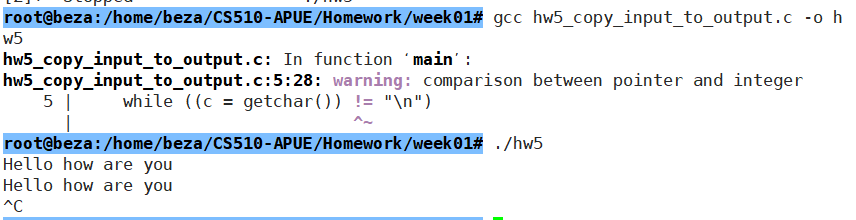 root@beza:/home/beza/CS510-APUE/Homework/week01# gcc hw5_copy_input_to_output.c -o h
w5
hw5_copy_input_to_output.c: In function ‘main’:
hw5_copy_input_to_output.c:5:28: warning: comparison between pointer and integer
    5 |     while ((c = getchar()) != "\n")
      |                            ^~
root@beza:/home/beza/CS510-APUE/Homework/week01# ./hw5
Hello how are you
Hello how are you
^C